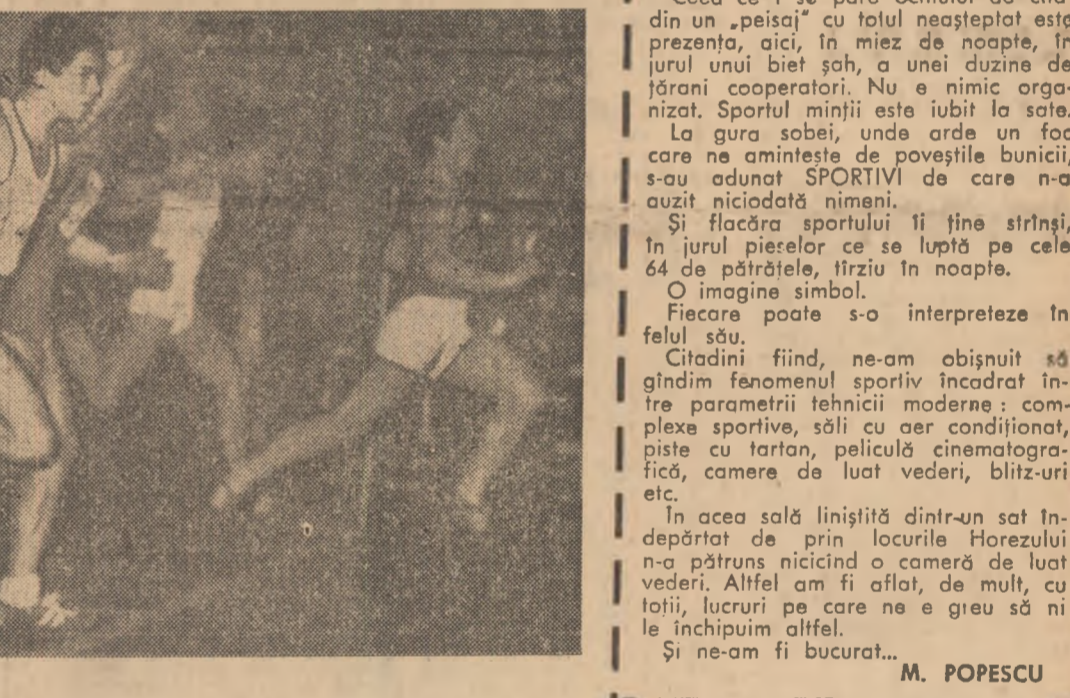 din un „peisaj" cu totul neașteptat este
prezența, aici, în miez de noapte, în
jurul unui biet șah, a unei duzine de
țărani cooperatori. Nu e nimic orga-
nizat. Sportul minții este iubit la sate.
La gura sobei, unde arde un foc
care ne amintește de poveștile bunicii,
s-au adunat SPORTIVI de care n-a
auzit niciodată nimeni.
Și flacăra sportului îi ține strînși,
în jurul pieselor ce se luptă pe cele
64 de pătrățele, tîrziu în noapte.
O imagine simbol.
Fiecare poate s-o interpreteze în
felul său.
Citadini fiind, ne-am obișnuit să
gîndim fenomenul sportiv încadrat în-
tre parametrii tehnicii moderne : com-
plexe sportive, săli cu aer condiționat,
piste cu tartan, peliculă cinematogra-
fică, camere de luat vederi, blitz-uri
etc.
În acea sală liniștită dintr-un sat în-
depărtat de prin locurile Horezului
n-a pătruns nicicînd o cameră de luat
vederi. Altfel am fi aflat, de mult, cu
toții, lucruri pe care ne e greu să ni
le închipuim altfel.
Și ne-am fi bucurat...
M. POPESCU